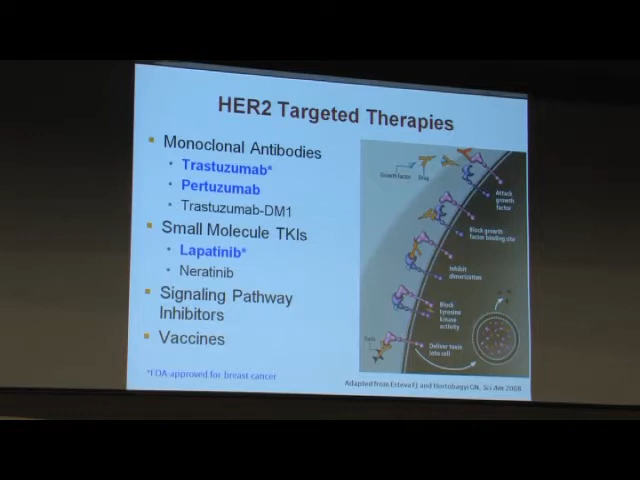 HER2 Targeted Therapies
Monoclonal Antibodies
Trastuzumab*
Pertuzumab
Trastuzumab-DM1
Small Molecule TKIs
Lapatinib*
Neratinib
Signaling Pathway
Inhibitors
Vaccines
*FDA-approved for breast cancer
Growth factor
Drug
Attack
growth
factor
Block growth
factor binding site
Inhibit
dimerization
Block
tyrosine
kinase
activity
Toxin
Deliver toxin
into cell
Adapted from Esteva FJ and Hortobagyi GN, Sci Am 2008